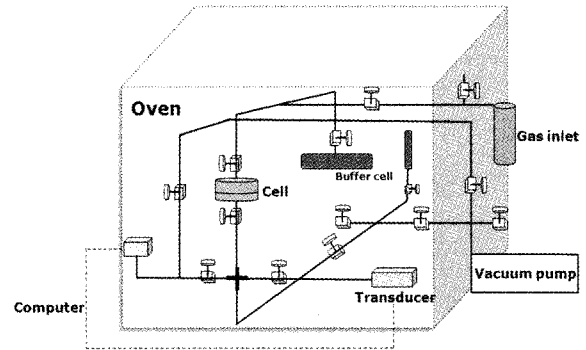 Oven
Gas inlet
Buffer cell
Cell
Vacuum pump
Transducer
Computer